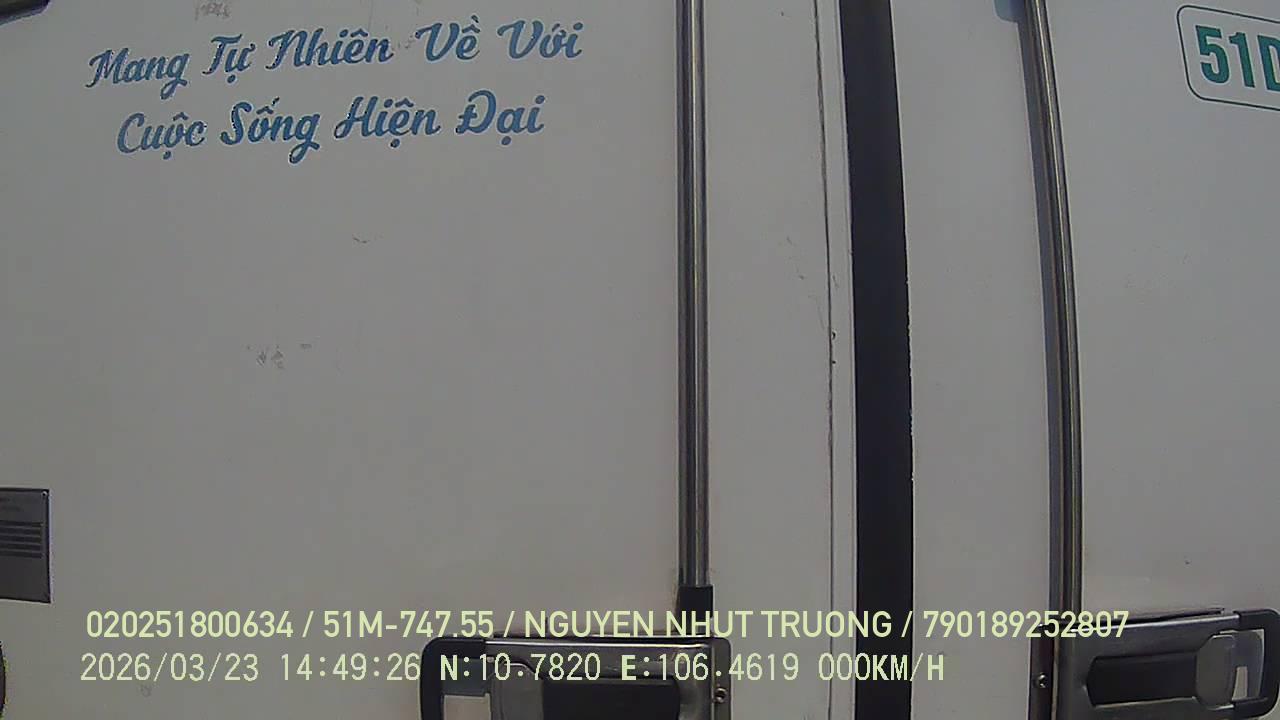 Mang Tự Nhiên Về Với
Cuộc Sống Hiện Đại
51D
020251800634 / 51M-747.55 / NGUYEN NHUT TRUONG / 790189252807
2026/03/23 14:49:26 N:10.7820 E:106.4619 000KM/H